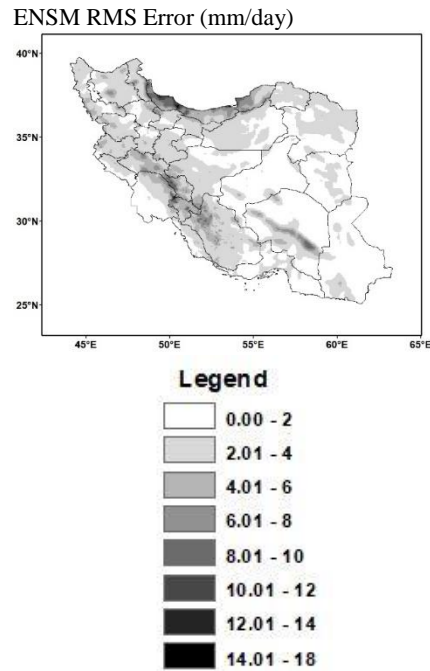 ENSM RMS Error (mm/day)
40°N
35°N
30°N
25°N
45°E 50°E 55°E 60°E 65°E
Legend
0.00 - 2
2.01 - 4
4.01 - 6
6.01 - 8
8.01 - 10
10.01 - 12
12.01 - 14
14.01 - 18